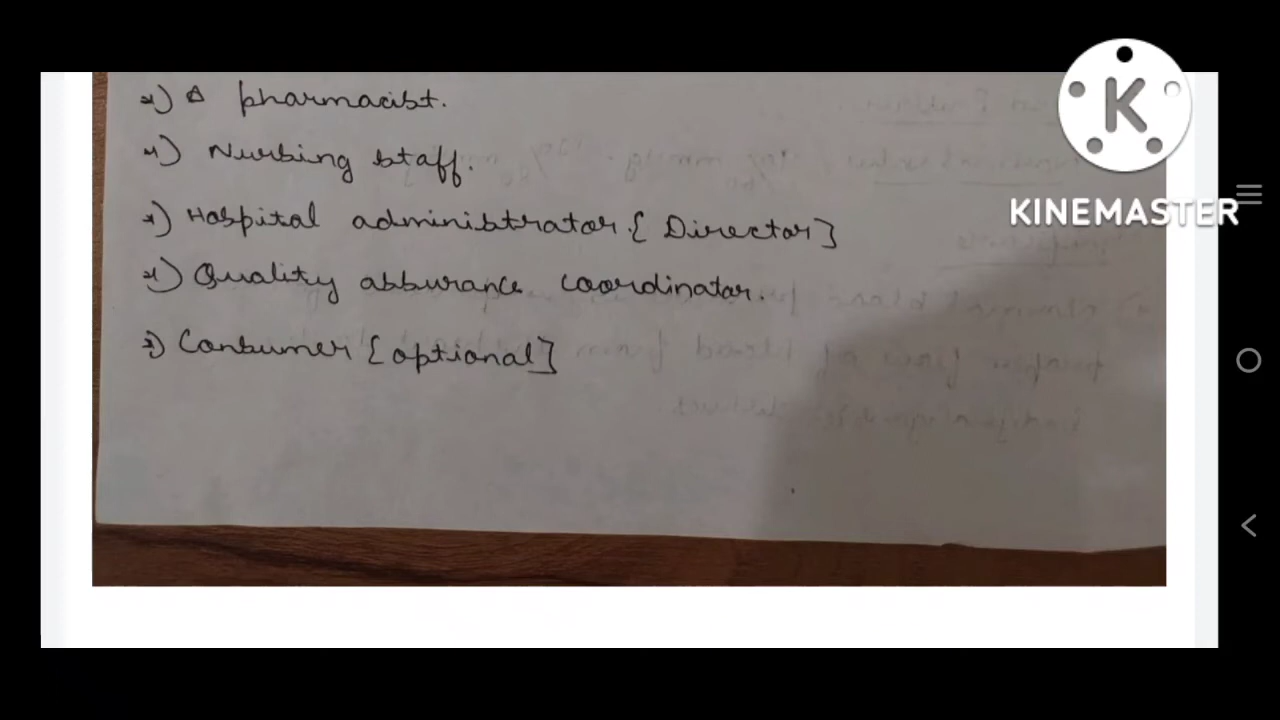 *) A pharmacist.
*) Nursing staff.
*) Hospital administrator. { Director ]
*) Quality assurance coordinator.
*) Consumer [ optional ]
K
KINEMASTER